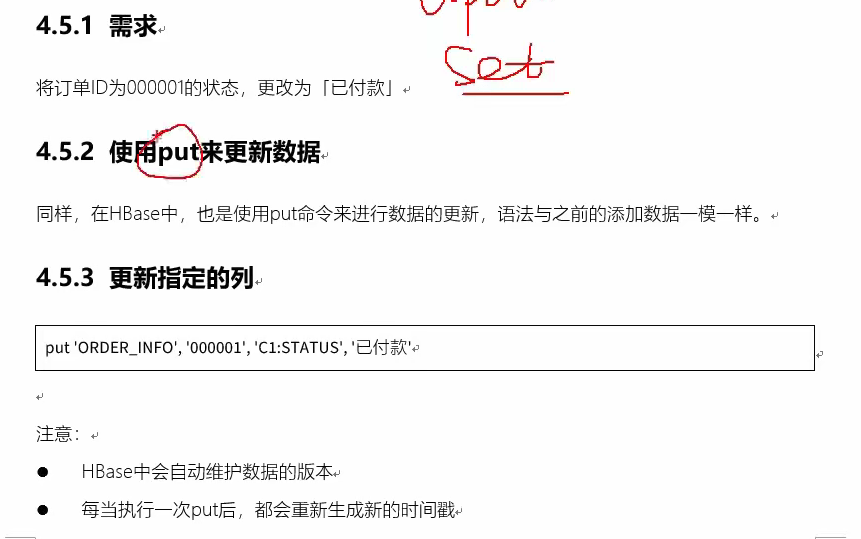 4.5.1 需求
set
将订单ID为000001的状态，更改为「已付款」
4.5.2 使用put来更新数据
同样，在HBase中，也是使用put命令来进行数据的更新，语法与之前的添加数据一模一样。
4.5.3 更新指定的列
put 'ORDER_INFO', '000001', 'C1:STATUS', '已付款'
注意：
● HBase中会自动维护数据的版本
● 每当执行一次put后，都会重新生成新的时间戳